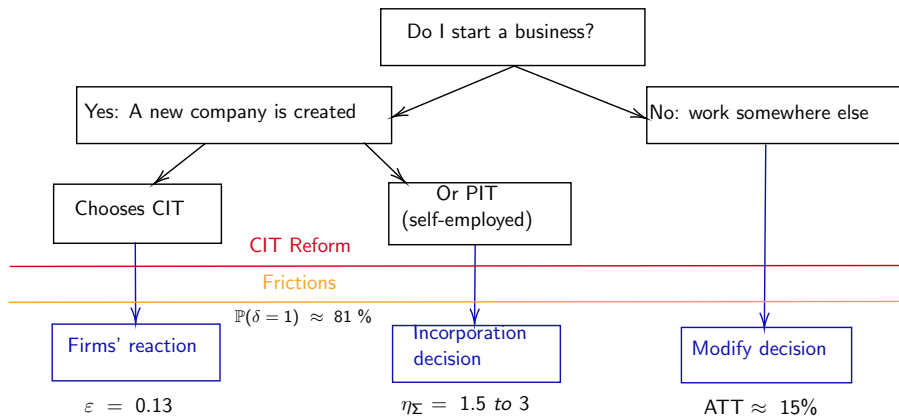 Do I start a business?
Yes: A new company is created
No: work somewhere else
Chooses CIT
Or PIT
(self-employed)
CIT Reform
Frictions
ℙ(δ = 1) ≈ 81 %
Firms' reaction
Incorporation
decision
Modify decision
ε = 0.13
η_Σ = 1.5 to 3
ATT ≈ 15%